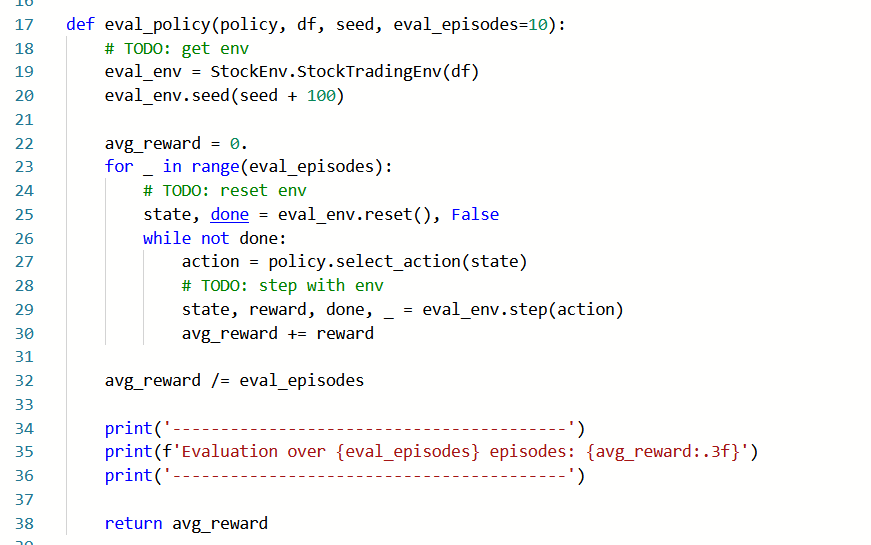 16
17 def eval_policy(policy, df, seed, eval_episodes=10):
18     # TODO: get env
19     eval_env = StockEnv.StockTradingEnv(df)
20     eval_env.seed(seed + 100)
21
22     avg_reward = 0.
23     for _ in range(eval_episodes):
24         # TODO: reset env
25         state, done = eval_env.reset(), False
26         while not done:
27             action = policy.select_action(state)
28             # TODO: step with env
29             state, reward, done, _ = eval_env.step(action)
30             avg_reward += reward
31
32     avg_reward /= eval_episodes
33
34     print('-----------------------------------------')
35     print(f'Evaluation over {eval_episodes} episodes: {avg_reward:.3f}')
36     print('-----------------------------------------')
37
38     return avg_reward
39